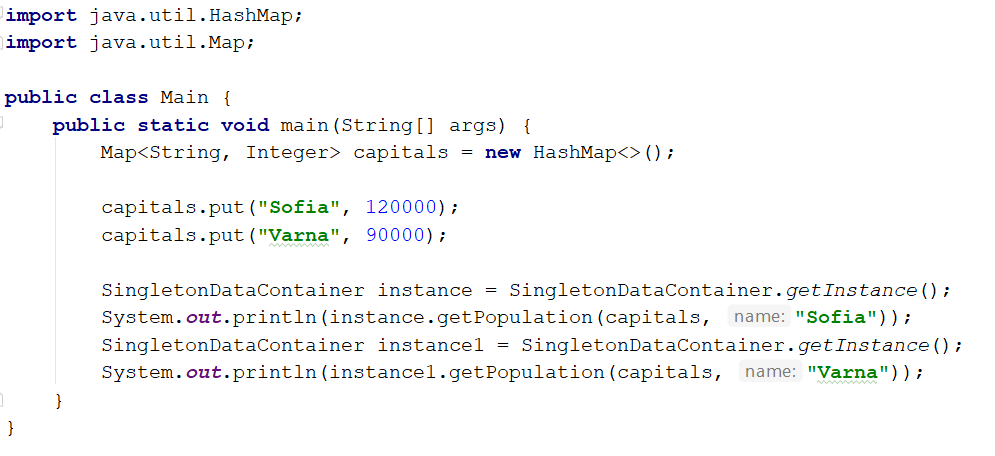 import java.util.HashMap;
import java.util.Map;
public class Main {
public static void main(String[] args) {
Map<String, Integer> capitals = new HashMap<>();
capitals.put("Sofia", 120000);
capitals.put("Varna", 90000);
SingletonDataContainer instance = SingletonDataContainer.getInstance();
System.out.println(instance.getPopulation(capitals, name: "Sofia"));
SingletonDataContainer instance1 = SingletonDataContainer.getInstance();
System.out.println(instance1.getPopulation(capitals, name: "Varna"));
}
}